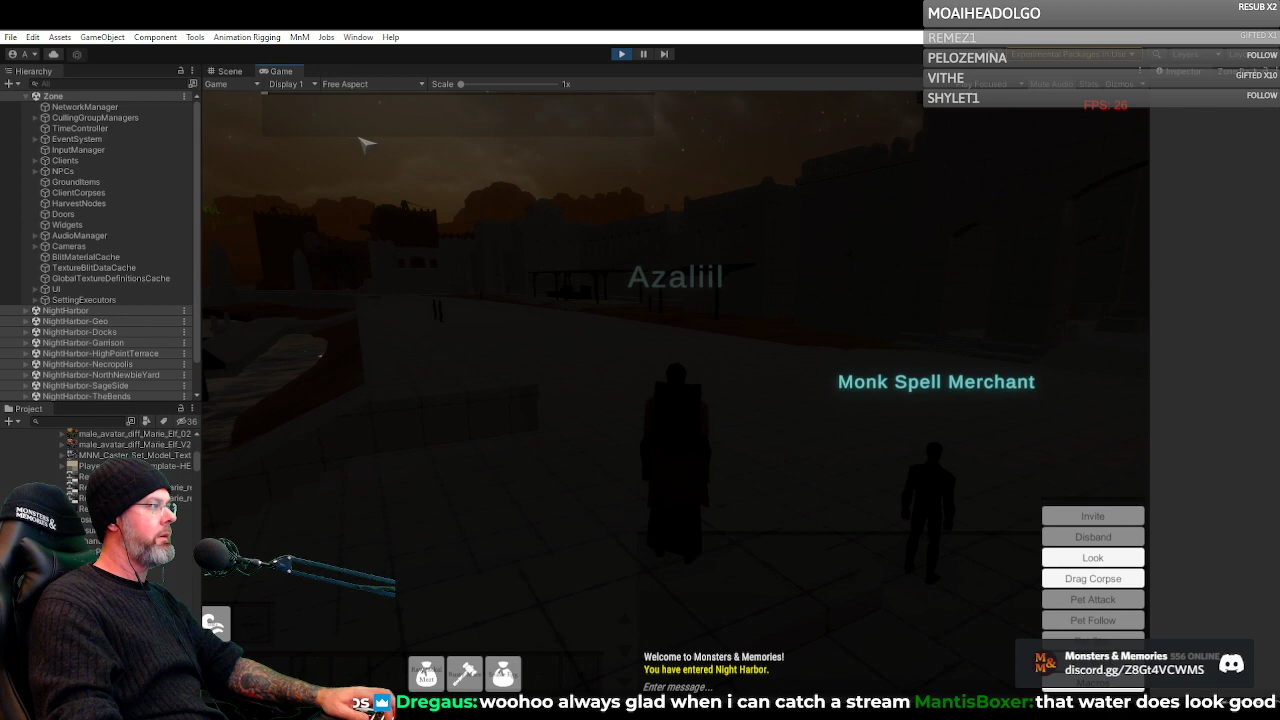 File Edit Assets GameObject Component Tools Animation Rigging MnM Jobs Window Help
MOAIHEADOLGO RESUB X2
REMEZ1 GIFTED X1
PELOZEMINA FOLLOW
VITHE GIFTED X10
SHYLET1 FOLLOW
A
Hierarchy
Scene Game
Game Display 1 Free Aspect Scale 1x
All
FPS: 26
Zone
NetworkManager
CullingGroupManagers
TimeController
EventSystem
InputManager
Clients
NPCs
GroundItems
ClientCorpses
HarvestNodes
Doors
Widgets
AudioManager
Cameras
BlitMaterialCache
TextureBlitDataCache
GlobalTextureDefinitionsCache
UI
SettingExecutors
NightHarbor
NightHarbor-Geo
NightHarbor-Docks
NightHarbor-Garrison
NightHarbor-HighPointTerrace
NightHarbor-Necropolis
NightHarbor-NorthNewbieYard
NightHarbor-SageSide
NightHarbor-TheBends
Project
36
male_avatar_diff_Marie_Elf_02
male_avatar_diff_Marie_Elf_V2
MNM_Caster_Set_Model_Text
MONSTERS & MEMORIES
Azaliil
Monk Spell Merchant
Invite
Disband
Look
Drag Corpse
Pet Attack
Pet Follow
Welcome to Monsters & Memories!
You have entered Night Harbor.
Enter message...
M&M Monsters & Memories 556 ONLINE
discord.gg/Z8Gt4VCWMS
Dregaus: woohoo always glad when i can catch a stream MantisBoxer: that water does look good